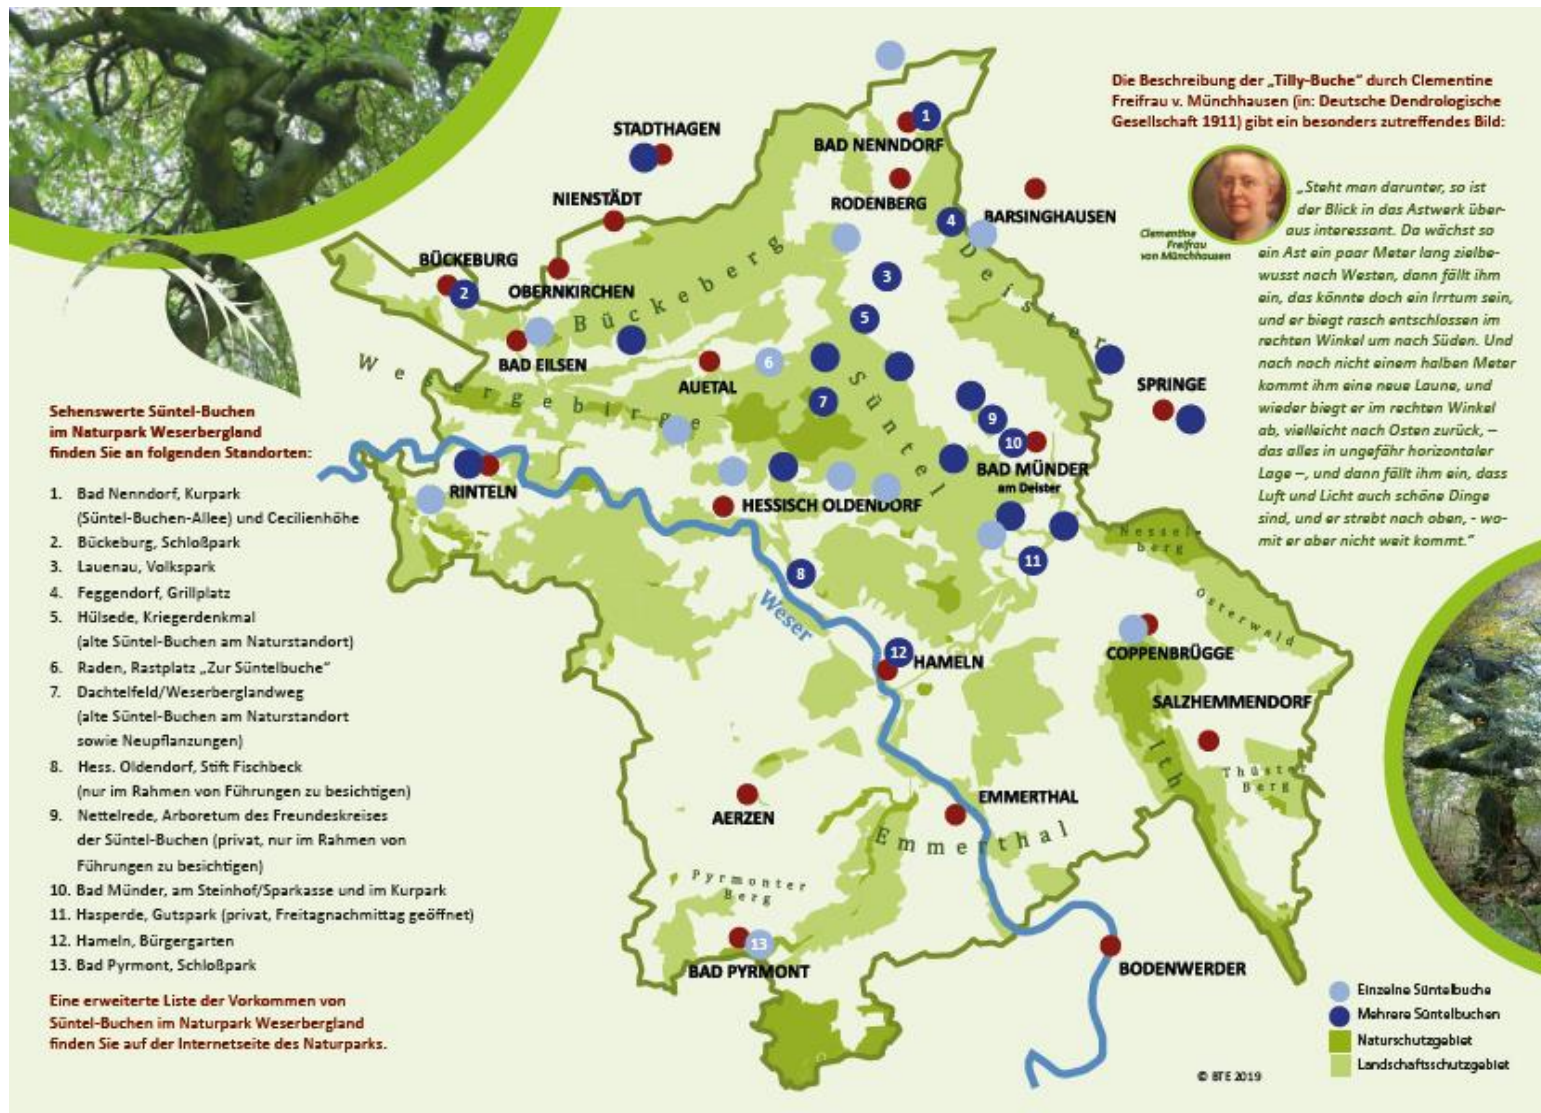 Die Beschreibung der „Tilly-Buche“ durch Clementine
Freifrau v. Münchhausen (in: Deutsche Dendrologische
Gesellschaft 1911) gibt ein besonders zutreffendes Bild:
Clementine
Freifrau
von Münchhausen
„Steht man darunter, so ist
der Blick in das Astwerk über-
aus interessant. Da wächst so
ein Ast ein paar Meter lang zielbe-
wusst nach Westen, dann fällt ihm
ein, das könnte doch ein Irrtum sein,
und er biegt rasch entschlossen im
rechten Winkel um nach Süden. Und
nach noch nicht einem halben Meter
kommt ihm eine neue Laune, und
wieder biegt er im rechten Winkel
ab, vielleicht nach Osten zurück, –
das alles in ungefähr horizontaler
Lage –, und dann fällt ihm ein, dass
Luft und Licht auch schöne Dinge
sind, und er strebt nach oben, - wo-
mit er aber nicht weit kommt.“
STADTHAGEN
1
BAD NENNDORF
NIENSTÄDT
RODENBERG
4
BARSINGHAUSEN
BÜCKEBURG
2
OBERNKIRCHEN
Bückeberg
Deister
3
5
BAD EILSEN
AUETAL
6
Wesergebirge
Süntel
7
SPRINGE
9
10
BAD MÜNDER
am Deister
RINTELN
HESSISCH OLDENDORF
Nessel-
berg
11
8
Weser
Osterwald
12
HAMELN
COPPENBRÜGGE
SALZHEMMENDORF
Ith
Thüster
Berg
EMMERTHAL
AERZEN
Emmerthal
Pyrmonter
Berg
13
BAD PYRMONT
BODENWERDER
Sehenswerte Süntel-Buchen
im Naturpark Weserbergland
finden Sie an folgenden Standorten:
1. Bad Nenndorf, Kurpark
(Süntel-Buchen-Allee) und Cecilienhöhe
2. Bückeburg, Schloßpark
3. Lauenau, Volkspark
4. Feggendorf, Grillplatz
5. Hülsede, Kriegerdenkmal
(alte Süntel-Buchen am Naturstandort)
6. Raden, Rastplatz „Zur Süntelbuche“
7. Dachtelfeld/Weserberglandweg
(alte Süntel-Buchen am Naturstandort
sowie Neupflanzungen)
8. Hess. Oldendorf, Stift Fischbeck
(nur im Rahmen von Führungen zu besichtigen)
9. Nettelrede, Arboretum des Freundeskreises
der Süntel-Buchen (privat, nur im Rahmen von
Führungen zu besichtigen)
10. Bad Münder, am Steinhof/Sparkasse und im Kurpark
11. Hasperde, Gutspark (privat, Freitagnachmittag geöffnet)
12. Hameln, Bürgergarten
13. Bad Pyrmont, Schloßpark
Eine erweiterte Liste der Vorkommen von
Süntel-Buchen im Naturpark Weserbergland
finden Sie auf der Internetseite des Naturparks.
Einzelne Süntelbuche
Mehrere Süntelbuchen
Naturschutzgebiet
Landschaftsschutzgebiet
© BTE 2019